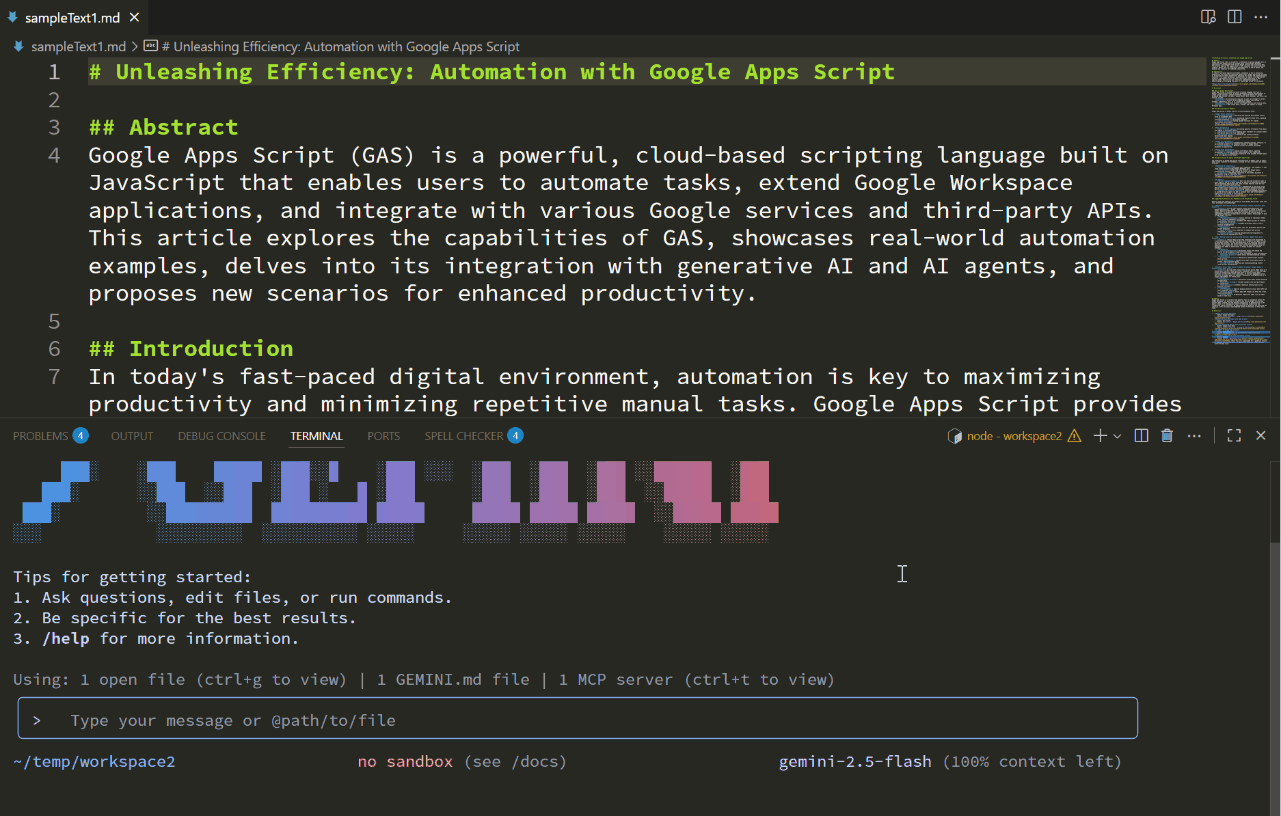 sampleText1.md
sampleText1.md > # Unleashing Efficiency: Automation with Google Apps Script
1 # Unleashing Efficiency: Automation with Google Apps Script
2
3 ## Abstract
4 Google Apps Script (GAS) is a powerful, cloud-based scripting language built on
JavaScript that enables users to automate tasks, extend Google Workspace
applications, and integrate with various Google services and third-party APIs.
This article explores the capabilities of GAS, showcases real-world automation
examples, delves into its integration with generative AI and AI agents, and
proposes new scenarios for enhanced productivity.
5
6 ## Introduction
7 In today's fast-paced digital environment, automation is key to maximizing
productivity and minimizing repetitive manual tasks. Google Apps Script provides
PROBLEMS 4 OUTPUT DEBUG CONSOLE TERMINAL PORTS SPELL CHECKER 4 node - workspace2
Tips for getting started:
1. Ask questions, edit files, or run commands.
2. Be specific for the best results.
3. /help for more information.
Using: 1 open file (ctrl+g to view) | 1 GEMINI.md file | 1 MCP server (ctrl+t to view)
> Type your message or @path/to/file
~/temp/workspace2 no sandbox (see /docs) gemini-2.5-flash (100% context left)